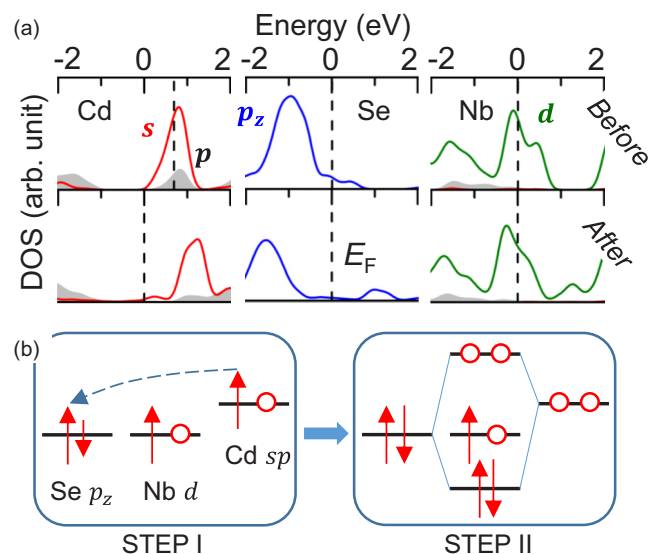 (a)
Energy (eV)
-2 0 2 -2 0 2 -2 0 2
Cd
s
p
p_z
Se
Nb
d
Before
DOS (arb. unit)
E_F
After
(b)
Se p_z
Nb d
Cd sp
STEP I
STEP II